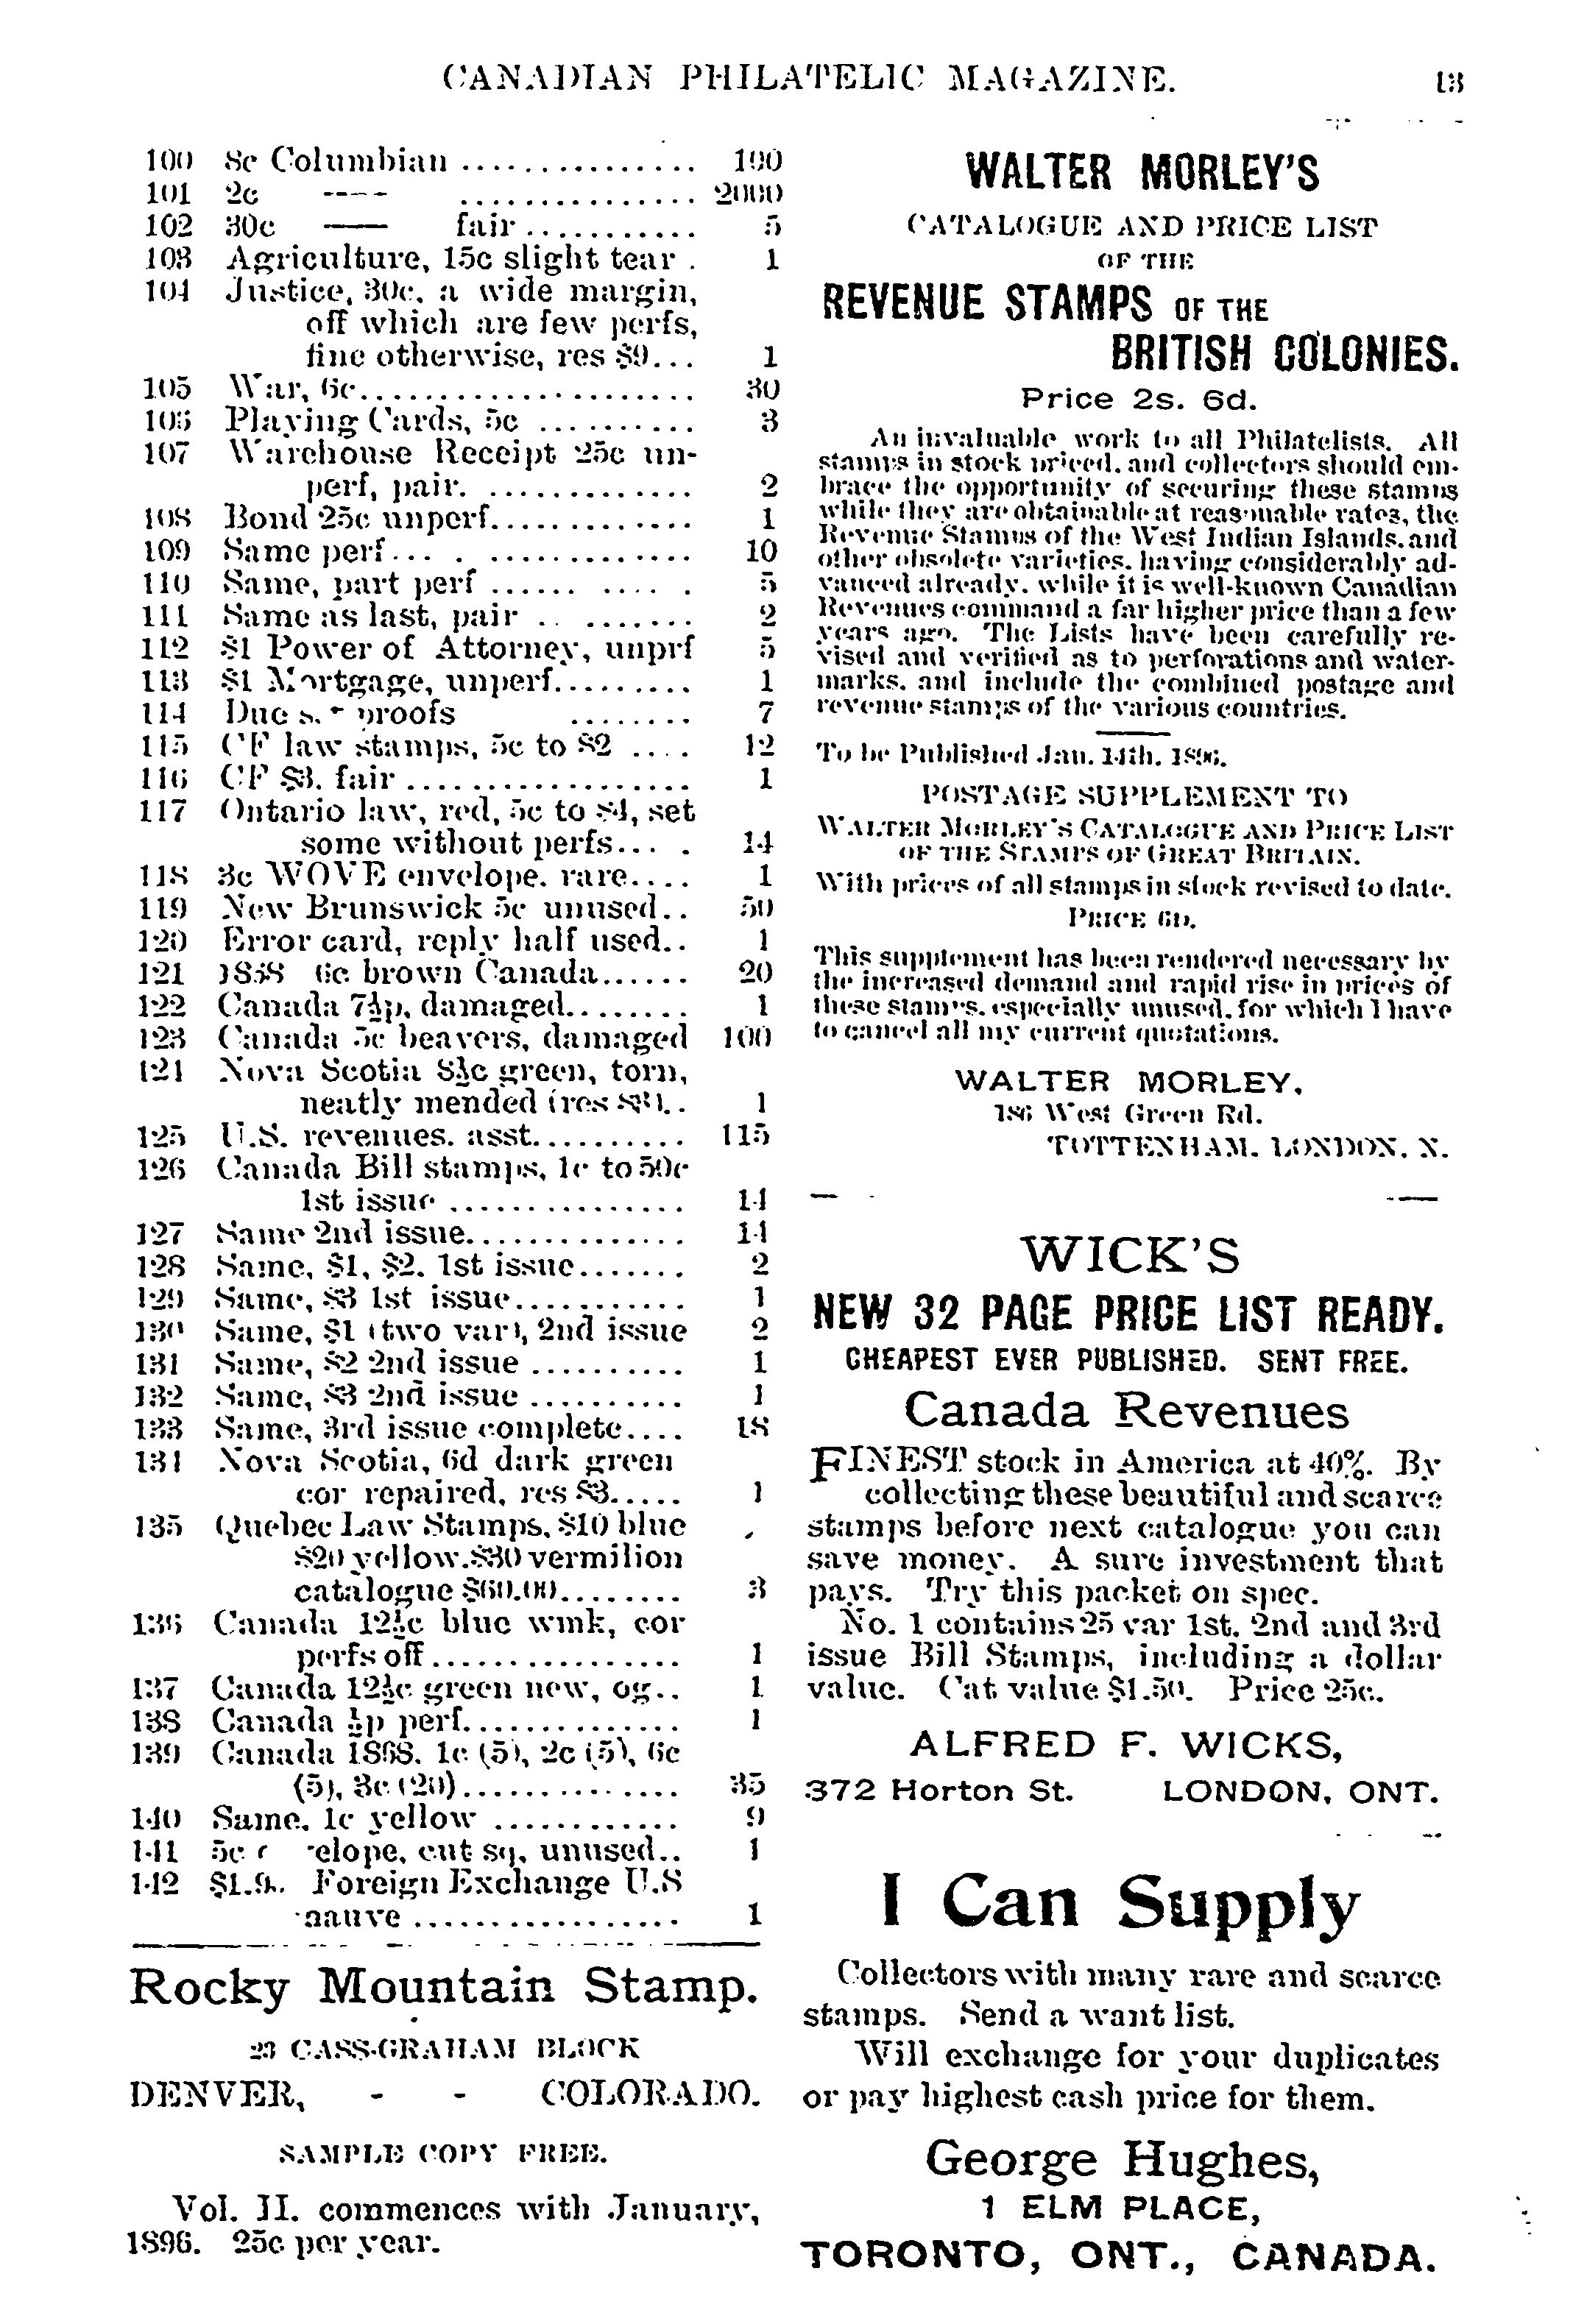 CANADIAN PHILATELIC MAGAZINE. 13
100 8c Columbian ............... 100
101 2c ---- ............... 2000
102 30c —— fair ........... 5
103 Agriculture, 15c slight tear . 1
104 Justice, 30c, a wide margin,
off which are few perfs,
fine otherwise, res $9... 1
105 War, 6c..................... 30
106 Playing Cards, 5c .......... 3
107 Warehouse Receipt 25c un-
perf, pair. ............. 2
108 Bond 25c unperf............. 1
109 Same perf... . ............. 10
110 Same, part perf ...... .... . 5
111 Same as last, pair .. ....... 2
112 $1 Power of Attorney, unprf 5
113 $1 Mortgage, unperf......... 1
114 proofs ........ 7
115 CF law stamps, 5c to $2 .... 12
116 CF $3. fair .................. 1
117 Ontario law, red, 5c to $4, set
some without perfs... . 14
118 3c WOVE envelope. rare.... 1
119 New Brunswick 5c unused.. 50
120 Error card, reply half used.. 1
121 1858 6c brown Canada...... 20
122 Canada 7½p, damaged........ 1
123 Canada 5c beavers, damaged 100
124 Nova Scotia 8½c green, torn,
neatly mended (res $3).. 1
125 U.S. revenues. asst.......... 115
126 Canada Bill stamps, 1c to 50c
1st issue ............... 14
127 Same 2nd issue.............. 14
128 Same, $1, $2. 1st issue....... 2
129 Same, $3 1st issue........... 1
130 Same, $1 (two var), 2nd issue 2
131 Same, $2 2nd issue .......... 1
132 Same, $3 2nd issue .......... 1
133 Same, 3rd issue complete.... 18
134 Nova Scotia, 6d dark green
cor repaired, res $3..... 1
135 Quebec Law Stamps, $10 blue
$20 yellow. $30 vermilion
catalogue $60.00........ 3
136 Canada 12½c blue wmk, cor
perfs off ................ 1
137 Canada 12½c green new, og.. 1
138 Canada ½p perf.............. 1
139 Canada 1868. 1c (5), 2c (5), 6c
(5), 3c (20).............. 35
140 Same. 1c yellow ............ 9
141 5c elope, cut sq, unused.. 1
142 Foreign Exchange U.S
mauve ................. 1
Rocky Mountain Stamp.
23 CASS-GRAHAM BLOCK
DENVER, - - COLORADO.
SAMPLE COPY FREE.
Vol. II. commences with January,
1896. 25c per year.
WALTER MORLEY'S
CATALOGUE AND PRICE LIST
OF THE
REVENUE STAMPS OF THE
BRITISH COLONIES.
Price 2s. 6d.
An invaluable work to all Philatelists. All
stamps in stock priced, and collectors should em-
brace the opportunity of securing these stamps
while they are obtainable at reasonable rates, the
Revenue Stamps of the West Indian Islands, and
other obsolete varieties, having considerably ad-
vanced already, while it is well-known Canadian
Revenues command a far higher price than a few
years ago. The Lists have been carefully re-
vised and verified as to perforations and water-
marks, and include the combined postage and
revenue stamps of the various countries.
To be Published Jan. 14th. 1896.
POSTAGE SUPPLEMENT TO
WALTER MORLEY'S CATALOGUE AND PRICE LIST
OF THE STAMPS OF GREAT BRITAIN.
With prices of all stamps in stock revised to date.
PRICE 6D.
This supplement has been rendered necessary by
the increased demand and rapid rise in prices of
these stamps, especially unused, for which I have
to cancel all my current quotations.
WALTER MORLEY,
186 West Green Rd.
TOTTENHAM. LONDON. N.
WICK'S
NEW 32 PAGE PRICE LIST READY.
CHEAPEST EVER PUBLISHED. SENT FREE.
Canada Revenues
FINEST stock in America at 40%. By
collecting these beautiful and scarce
stamps before next catalogue you can
save money. A sure investment that
pays. Try this packet on spec.
No. 1 contains 25 var 1st, 2nd and 3rd
issue Bill Stamps, including a dollar
value. Cat value $1.50. Price 25c.
ALFRED F. WICKS,
372 Horton St. LONDON, ONT.
I Can Supply
Collectors with many rare and scarce
stamps. Send a want list.
Will exchange for your duplicates
or pay highest cash price for them.
George Hughes,
1 ELM PLACE,
TORONTO, ONT., CANADA.